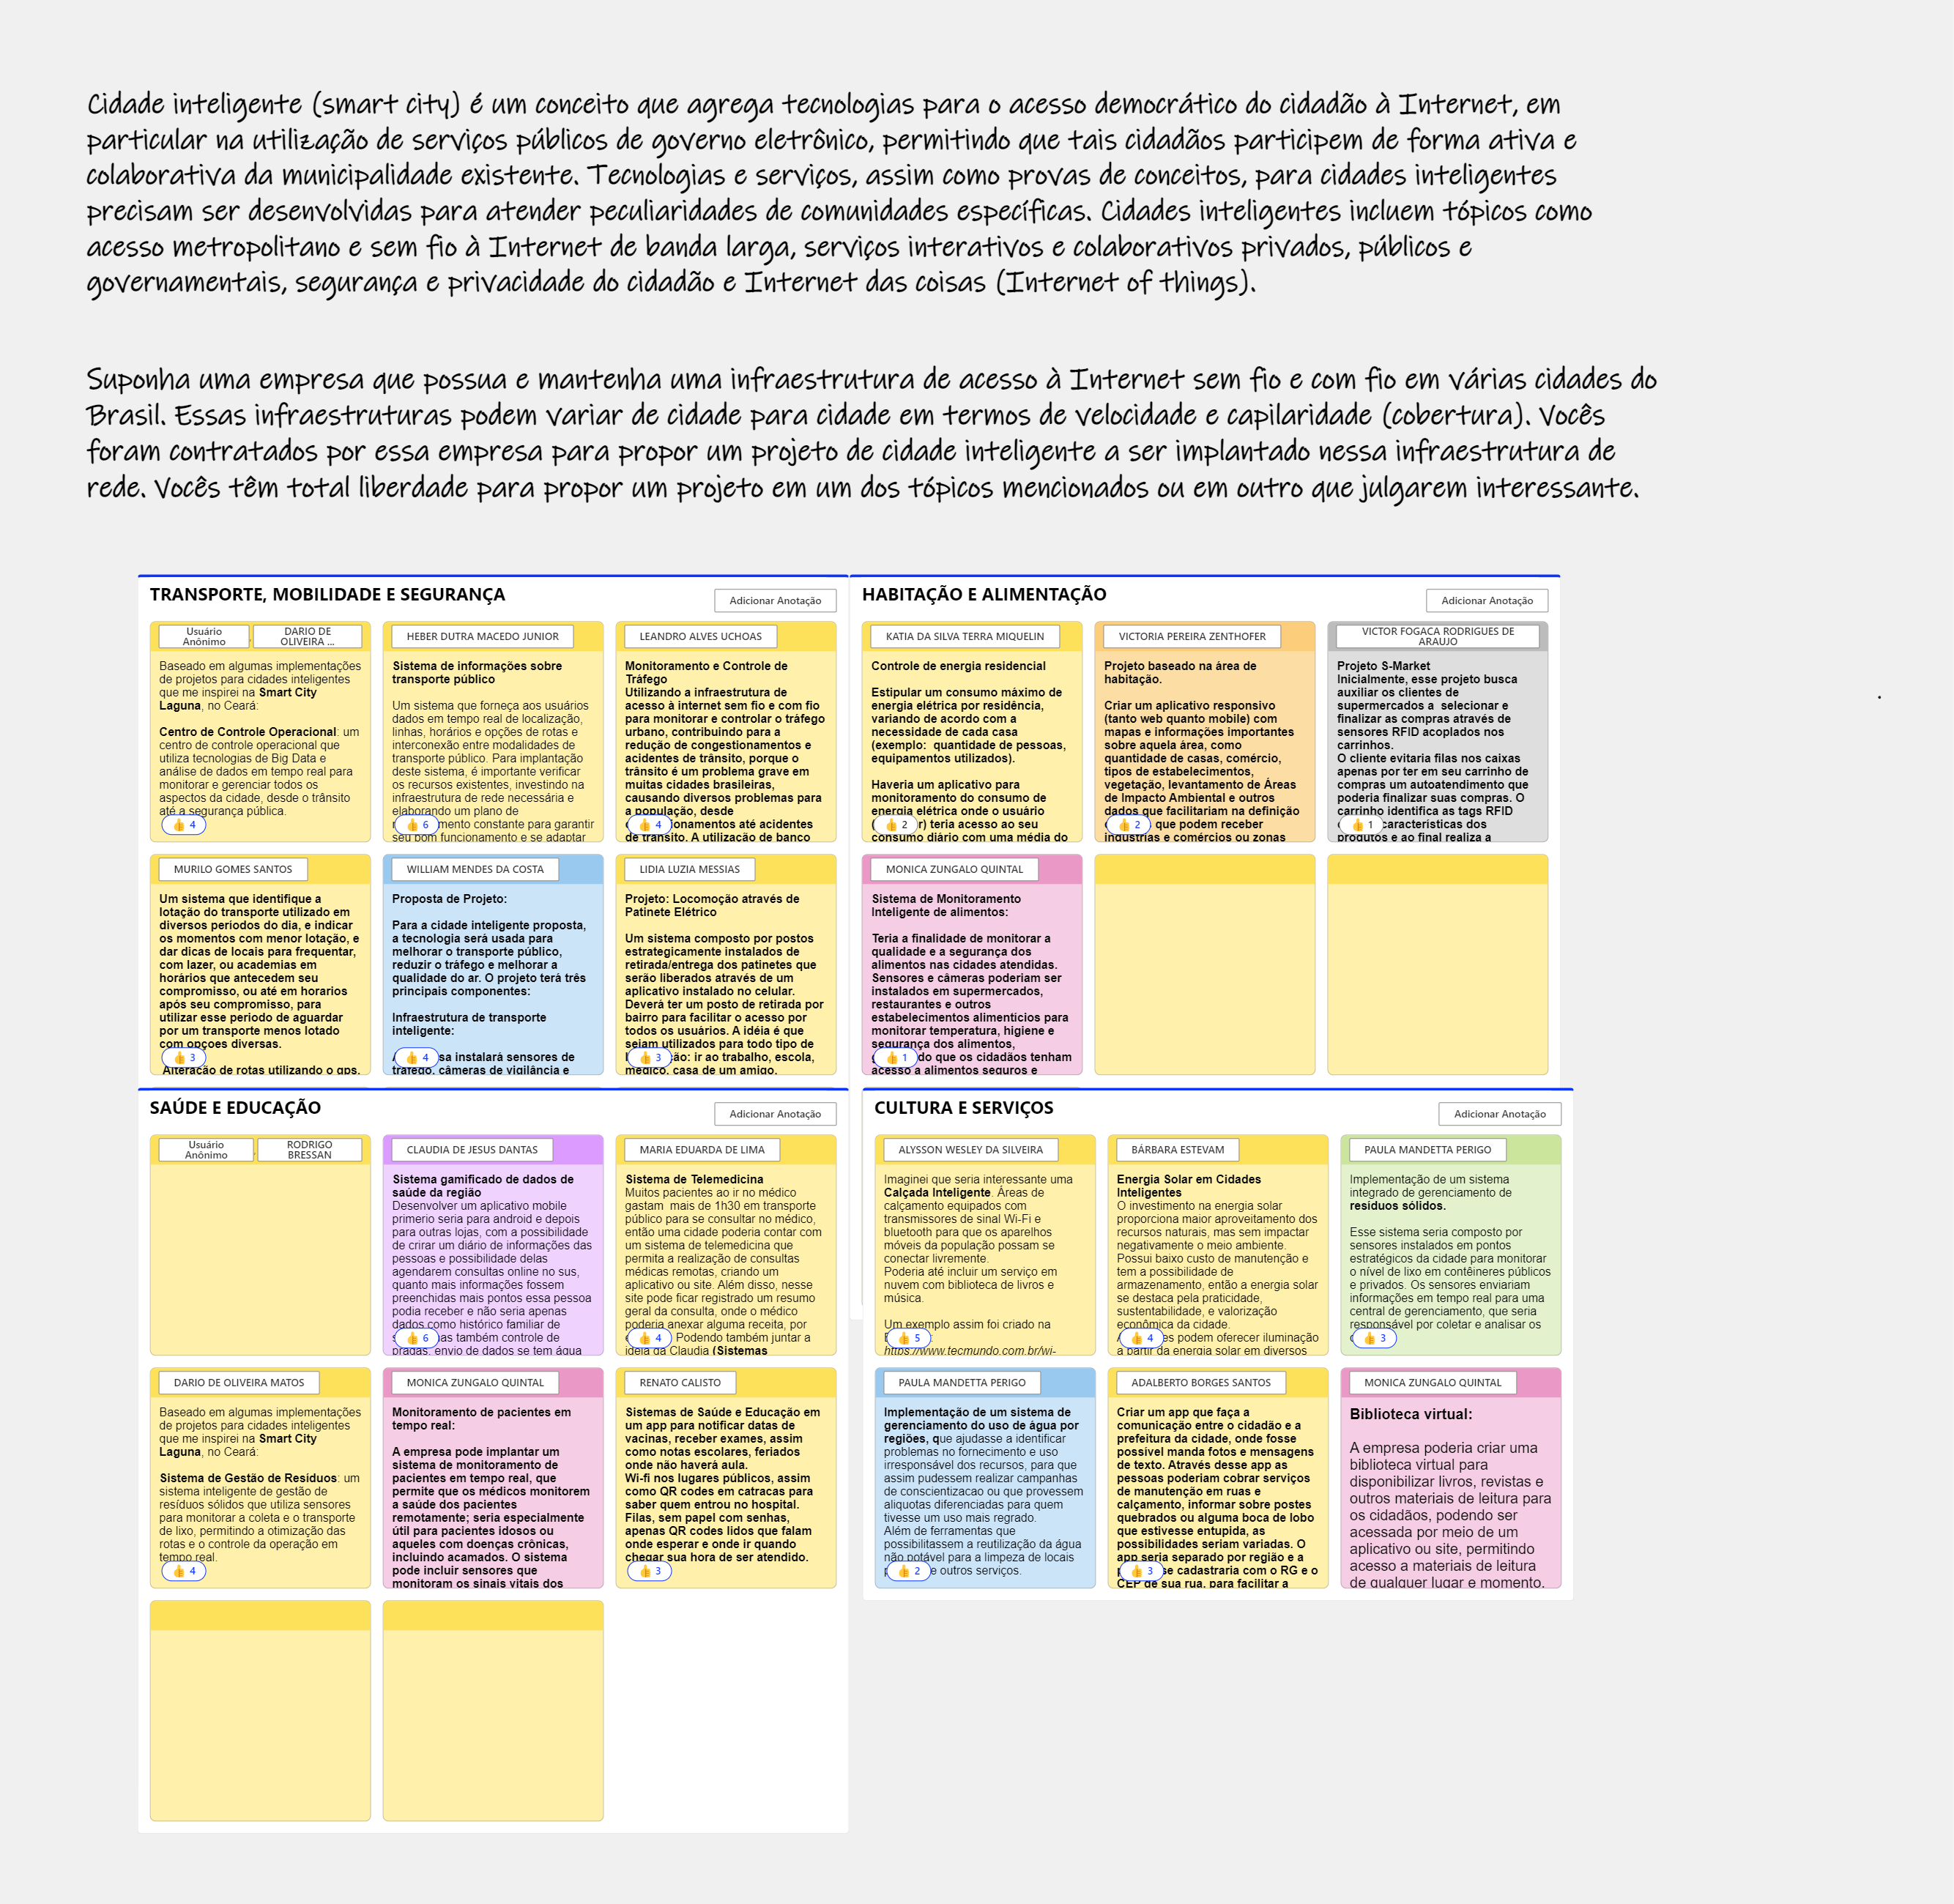 Cidade inteligente (smart city) é um conceito que agrega tecnologias para o acesso democrático do cidadão à Internet, em
particular na utilização de serviços públicos de governo eletrônico, permitindo que tais cidadãos participem de forma ativa e
colaborativa da municipalidade existente. Tecnologias e serviços, assim como provas de conceitos, para cidades inteligentes
precisam ser desenvolvidas para atender peculiaridades de comunidades específicas. Cidades inteligentes incluem tópicos como
acesso metropolitano e sem fio à Internet de banda larga, serviços interativos e colaborativos privados, públicos e
governamentais, segurança e privacidade do cidadão e Internet das coisas (Internet of things).
Suponha uma empresa que possua e mantenha uma infraestrutura de acesso à Internet sem fio e com fio em várias cidades do
Brasil. Essas infraestruturas podem variar de cidade para cidade em termos de velocidade e capilaridade (cobertura). Vocês
foram contratados por essa empresa para propor um projeto de cidade inteligente a ser implantado nessa infraestrutura de
rede. Vocês têm total liberdade para propor um projeto em um dos tópicos mencionados ou em outro que julgarem interessante.
TRANSPORTE, MOBILIDADE E SEGURANÇA
Adicionar Anotação
Usuário
Anônimo
DARIO DE
OLIVEIRA ...
Baseado em algumas implementações
de projetos para cidades inteligentes
que me inspirei na Smart City
Laguna, no Ceará:
Centro de Controle Operacional: um
centro de controle operacional que
utiliza tecnologias de Big Data e
análise de dados em tempo real para
monitorar e gerenciar todos os
aspectos da cidade, desde o trânsito
até a segurança pública.
4
HEBER DUTRA MACEDO JUNIOR
Sistema de informações sobre
transporte público
Um sistema que forneça aos usuários
dados em tempo real de localização,
linhas, horários e opções de rotas e
interconexão entre modalidades de
transporte público. Para implantação
deste sistema, é importante verificar
os recursos existentes, investindo na
infraestrutura de rede necessária e
elaborando um plano de
mento constante para garantir
seu bom funcionamento e se adaptar
6
LEANDRO ALVES UCHOAS
Monitoramento e Controle de
Tráfego
Utilizando a infraestrutura de
acesso à internet sem fio e com fio
para monitorar e controlar o tráfego
urbano, contribuindo para a
redução de congestionamentos e
acidentes de trânsito, porque o
trânsito é um problema grave em
muitas cidades brasileiras,
causando diversos problemas para
a população, desde
ionamentos até acidentes
de trânsito. A utilização de banco
4
MURILO GOMES SANTOS
Um sistema que identifique a
lotação do transporte utilizado em
diversos periodos do dia, e indicar
os momentos com menor lotação, e
dar dicas de locais para frequentar,
com lazer, ou academias em
horários que antecedem seu
compromisso, ou até em horarios
após seu compromisso, para
utilizar esse periodo de aguardar
por um transporte menos lotado
com opçoes diversas.
Alteração de rotas utilizando o gps.
3
WILLIAM MENDES DA COSTA
Proposta de Projeto:
Para a cidade inteligente proposta,
a tecnologia será usada para
melhorar o transporte público,
reduzir o tráfego e melhorar a
qualidade do ar. O projeto terá três
principais componentes:
Infraestrutura de transporte
inteligente:
sa instalará sensores de
tráfego, câmeras de vigilância e
4
LIDIA LUZIA MESSIAS
Projeto: Locomoção através de
Patinete Elétrico
Um sistema composto por postos
estrategicamente instalados de
retirada/entrega dos patinetes que
serão liberados através de um
aplicativo instalado no celular.
Deverá ter um posto de retirada por
bairro para facilitar o acesso por
todos os usuários. A idéia é que
sejam utilizados para todo tipo de
ção: ir ao trabalho, escola,
médico, casa de um amigo.
3
HABITAÇÃO E ALIMENTAÇÃO
Adicionar Anotação
KATIA DA SILVA TERRA MIQUELIN
Controle de energia residencial
Estipular um consumo máximo de
energia elétrica por residência,
variando de acordo com a
necessidade de cada casa
(exemplo: quantidade de pessoas,
equipamentos utilizados).
Haveria um aplicativo para
monitoramento do consumo de
energia elétrica onde o usuário
r) teria acesso ao seu
consumo diário com uma média do
2
VICTORIA PEREIRA ZENTHOFER
Projeto baseado na área de
habitação.
Criar um aplicativo responsivo
(tanto web quanto mobile) com
mapas e informações importantes
sobre aquela área, como
quantidade de casas, comércio,
tipos de estabelecimentos,
vegetação, levantamento de Áreas
de Impacto Ambiental e outros
dados que facilitariam na definição
que podem receber
indústrias e comércios ou zonas
2
VICTOR FOGACA RODRIGUES DE
ARAUJO
Projeto S-Market
Inicialmente, esse projeto busca
auxiliar os clientes de
supermercados a selecionar e
finalizar as compras através de
sensores RFID acoplados nos
carrinhos.
O cliente evitaria filas nos caixas
apenas por ter em seu carrinho de
compras um autoatendimento que
poderia finalizar suas compras. O
carrinho identifica as tags RFID
características dos
produtos e ao final realiza a
1
MONICA ZUNGALO QUINTAL
Sistema de Monitoramento
Inteligente de alimentos:
Teria a finalidade de monitorar a
qualidade e a segurança dos
alimentos nas cidades atendidas.
Sensores e câmeras poderiam ser
instalados em supermercados,
restaurantes e outros
estabelecimentos alimentícios para
monitorar temperatura, higiene e
segurança dos alimentos,
do que os cidadãos tenham
acesso a alimentos seguros e
1
SAÚDE E EDUCAÇÃO
Adicionar Anotação
Usuário
Anônimo
RODRIGO
BRESSAN
CLAUDIA DE JESUS DANTAS
Sistema gamificado de dados de
saúde da região
Desenvolver um aplicativo mobile
primerio seria para android e depois
para outras lojas, com a possibilidade
de crirar um diário de informações das
pessoas e possibilidade delas
agendarem consultas online no sus,
quanto mais informações fossem
preenchidas mais pontos essa pessoa
podia receber e não seria apenas
dados como histórico familiar de
as também controle de
pragas, envio de dados se tem água
6
MARIA EDUARDA DE LIMA
Sistema de Telemedicina
Muitos pacientes ao ir no médico
gastam mais de 1h30 em transporte
público para se consultar no médico,
então uma cidade poderia contar com
um sistema de telemedicina que
permita a realização de consultas
médicas remotas, criando um
aplicativo ou site. Além disso, nesse
site pode ficar registrado um resumo
geral da consulta, onde o médico
poderia anexar alguma receita, por
Podendo também juntar a
ideia da Claudia (Sistemas
4
DARIO DE OLIVEIRA MATOS
Baseado em algumas implementações
de projetos para cidades inteligentes
que me inspirei na Smart City
Laguna, no Ceará:
Sistema de Gestão de Resíduos: um
sistema inteligente de gestão de
resíduos sólidos que utiliza sensores
para monitorar a coleta e o transporte
de lixo, permitindo a otimização das
rotas e o controle da operação em
tempo real.
4
MONICA ZUNGALO QUINTAL
Monitoramento de pacientes em
tempo real:
A empresa pode implantar um
sistema de monitoramento de
pacientes em tempo real, que
permite que os médicos monitorem
a saúde dos pacientes
remotamente; seria especialmente
útil para pacientes idosos ou
aqueles com doenças crônicas,
incluindo acamados. O sistema
pode incluir sensores que
monitoram os sinais vitais dos
RENATO CALISTO
Sistemas de Saúde e Educação em
um app para notificar datas de
vacinas, receber exames, assim
como notas escolares, feriados
onde não haverá aula.
Wi-fi nos lugares públicos, assim
como QR codes em catracas para
saber quem entrou no hospital.
Filas, sem papel com senhas,
apenas QR codes lidos que falam
onde esperar e onde ir quando
chegar sua hora de ser atendido.
3
CULTURA E SERVIÇOS
Adicionar Anotação
ALYSSON WESLEY DA SILVEIRA
Imaginei que seria interessante uma
Calçada Inteligente. Áreas de
calçamento equipados com
transmissores de sinal Wi-Fi e
bluetooth para que os aparelhos
móveis da população possam se
conectar livremente.
Poderia até incluir um serviço em
nuvem com biblioteca de livros e
música.
Um exemplo assim foi criado na
https://www.tecmundo.com.br/wi-
5
BÁRBARA ESTEVAM
Energia Solar em Cidades
Inteligentes
O investimento na energia solar
proporciona maior aproveitamento dos
recursos naturais, mas sem impactar
negativamente o meio ambiente.
Possui baixo custo de manutenção e
tem a possibilidade de
armazenamento, então a energia solar
se destaca pela praticidade,
sustentabilidade, e valorização
econômica da cidade.
es podem oferecer iluminação
a partir da energia solar em diversos
4
PAULA MANDETTA PERIGO
Implementação de um sistema
integrado de gerenciamento de
resíduos sólidos.
Esse sistema seria composto por
sensores instalados em pontos
estratégicos da cidade para monitorar
o nível de lixo em contêineres públicos
e privados. Os sensores enviariam
informações em tempo real para uma
central de gerenciamento, que seria
responsável por coletar e analisar os
3
PAULA MANDETTA PERIGO
Implementação de um sistema de
gerenciamento do uso de água por
regiões, que ajudasse a identificar
problemas no fornecimento e uso
irresponsável dos recursos, para que
assim pudessem realizar campanhas
de conscientizacao ou que provessem
aliquotas diferenciadas para quem
tivesse um uso mais regrado.
Além de ferramentas que
possibilitassem a reutilização da água
não potável para a limpeza de locais
e outros serviços.
2
ADALBERTO BORGES SANTOS
Criar um app que faça a
comunicação entre o cidadão e a
prefeitura da cidade, onde fosse
possivel manda fotos e mensagens
de texto. Através desse app as
pessoas poderiam cobrar serviços
de manutenção em ruas e
calçamento, informar sobre postes
quebrados ou alguma boca de lobo
que estivesse entupida, as
possibilidades seriam variadas. O
app seria separado por região e a
se cadastraria com o RG e o
CEP de sua rua, para facilitar a
3
MONICA ZUNGALO QUINTAL
Biblioteca virtual:
A empresa poderia criar uma
biblioteca virtual para
disponibilizar livros, revistas e
outros materiais de leitura para
os cidadãos, podendo ser
acessada por meio de um
aplicativo ou site, permitindo
acesso a materiais de leitura
de qualquer lugar e momento.